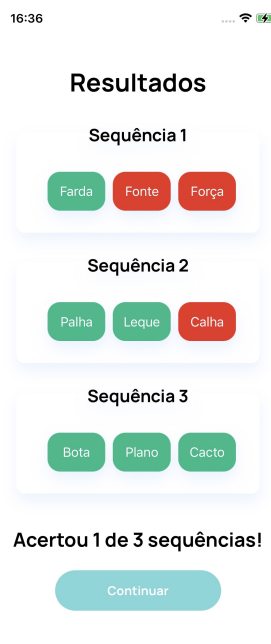 16:36
Resultados
Sequência 1
Farda Fonte Força
Sequência 2
Palha Leque Calha
Sequência 3
Bota Plano Cacto
Acertou 1 de 3 sequências!
Continuar